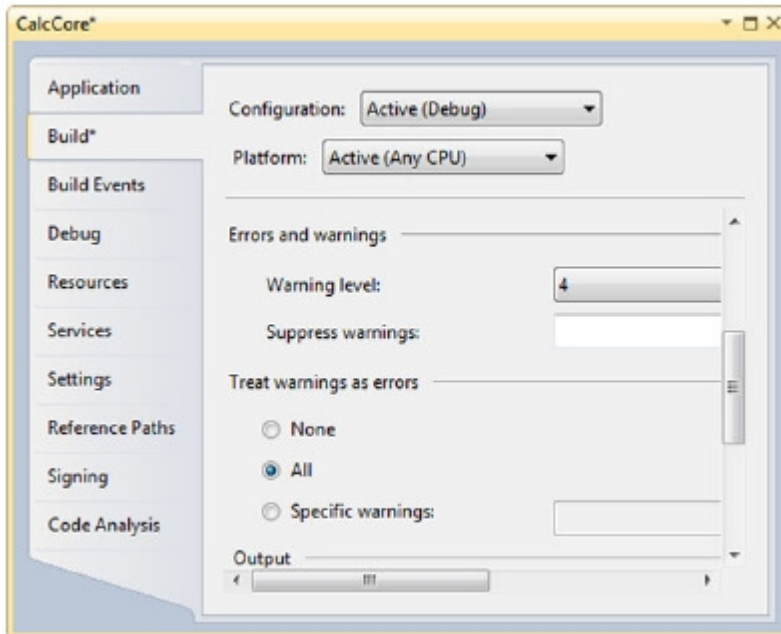 CalcCore*
Application
Build*
Build Events
Debug
Resources
Services
Settings
Reference Paths
Signing
Code Analysis
Configuration: Active (Debug)
Platform: Active (Any CPU)
Errors and warnings
Warning level: 4
Suppress warnings:
Treat warnings as errors
None
All
Specific warnings:
Output